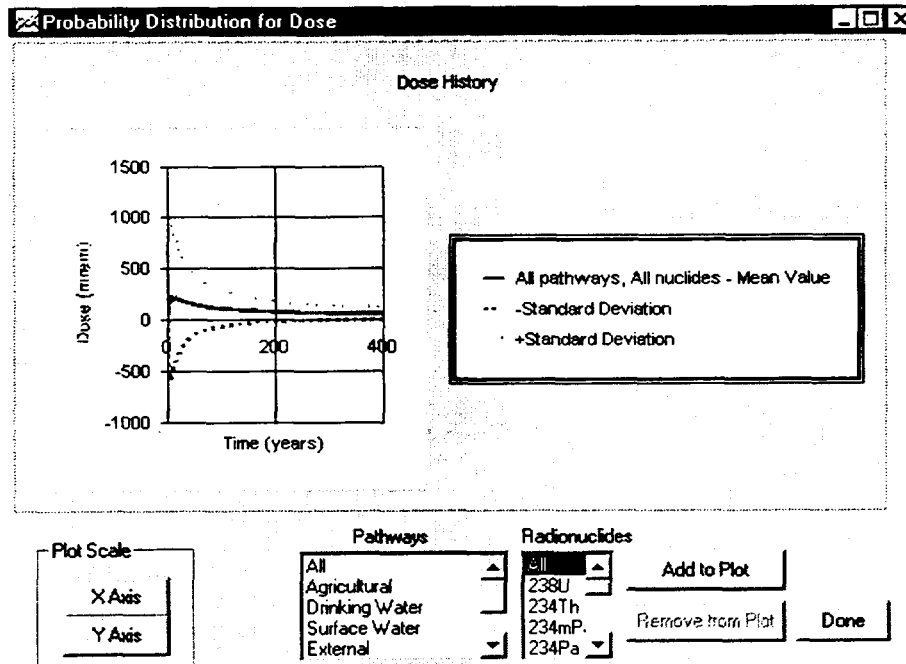 Probability Distribution for Dose
Dose History
1500
1000
500
0
-500
-1000
0 200 400
Dose (mrem)
Time (years)
All pathways, All nuclides - Mean Value
-Standard Deviation
+Standard Deviation
Plot Scale
X Axis
Y Axis
Pathways
All
Agricultural
Drinking Water
Surface Water
External
Radionuclides
All
238U
234Th
234mP.
234Pa
Add to Plot
Remove from Plot
Done